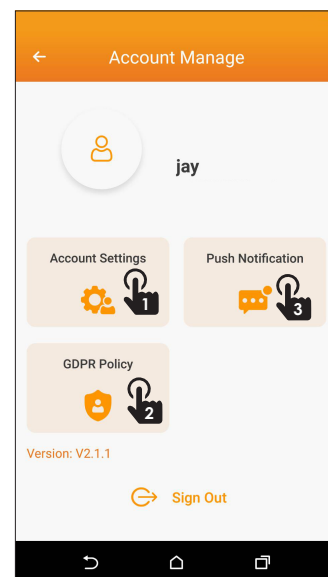 Account Manage
jay
Account Settings
Push Notification
1
3
GDPR Policy
2
Version: V2.1.1
Sign Out